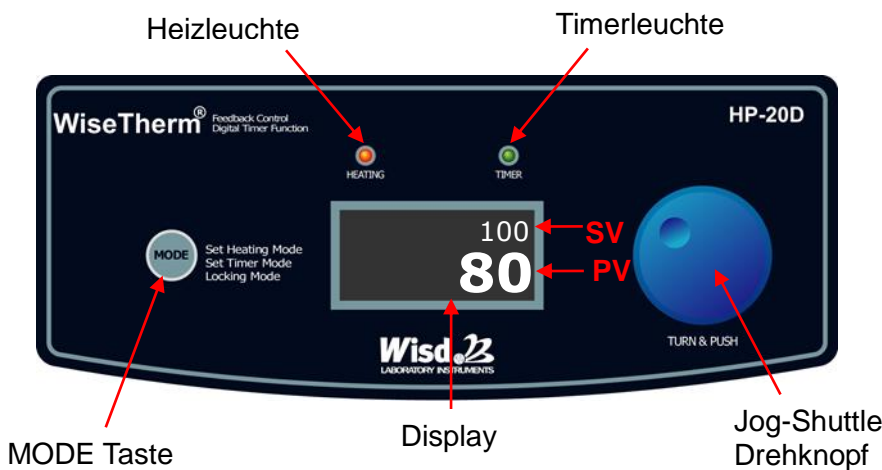 Heizleuchte
Timerleuchte
WiseTherm®
Feedback Control
Digital Timer Function
HP-20D
HEATING
TIMER
MODE
Set Heating Mode
Set Timer Mode
Locking Mode
100
SV
80
PV
TURN & PUSH
Wisd
LABORATORY INSTRUMENTS
MODE Taste
Display
Jog-Shuttle
Drehknopf